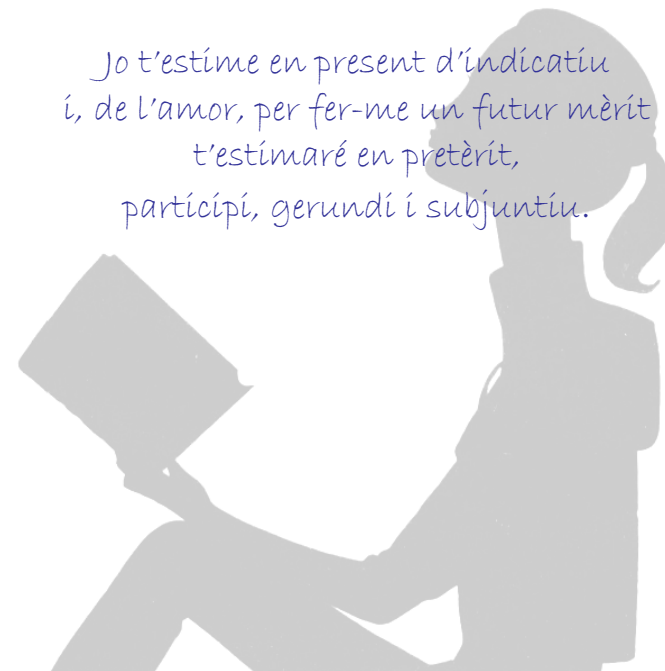 Jo t'estime en present d'indicatiu
i, de l'amor, per fer-me un futur mèrit
t'estimaré en pretèrit,
participi, gerundi i subjuntiu.